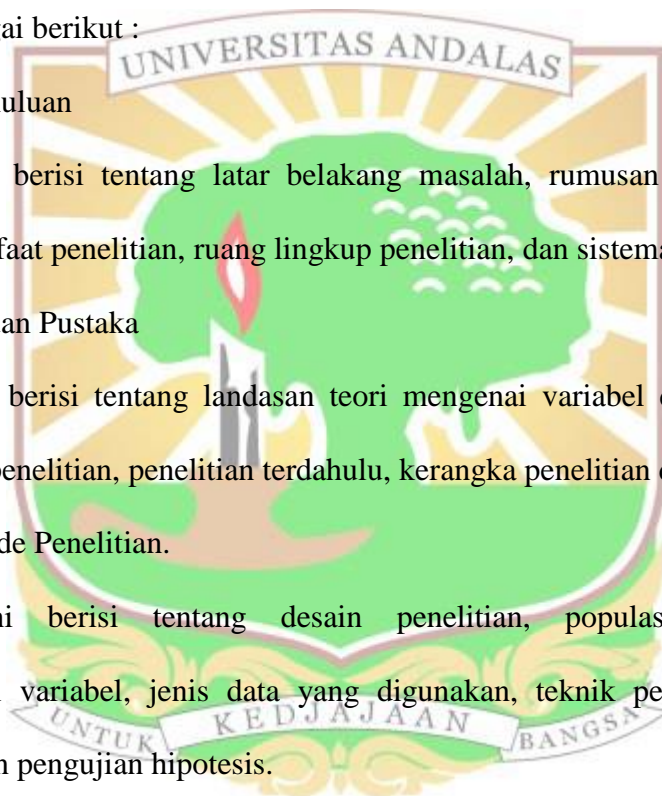 gai berikut :
UNIVERSITAS ANDALAS
uluan
berisi tentang latar belakang masalah, rumusan
faat penelitian, ruang lingkup penelitian, dan sistema
uan Pustaka
berisi tentang landasan teori mengenai variabel
penelitian, penelitian terdahulu, kerangka penelitian
de Penelitian.
ni berisi tentang desain penelitian, populas
variabel, jenis data yang digunakan, teknik pe
UNTUK KEDJAJAAN BANGSA
n pengujian hipotesis.